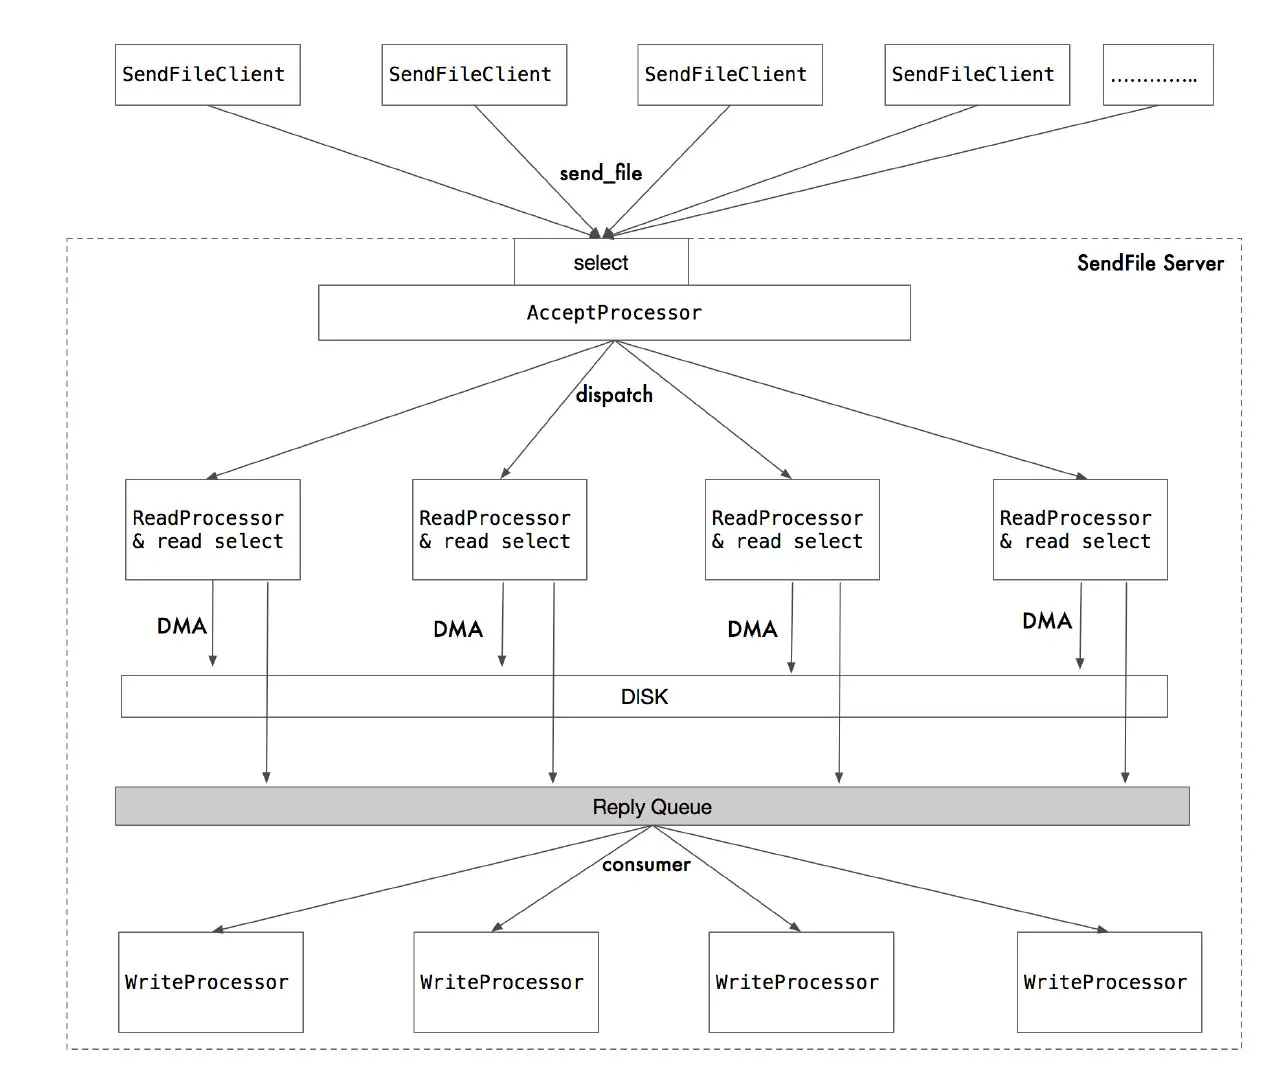 SendFileClient
SendFileClient
SendFileClient
SendFileClient
..............
send_file
select
SendFile Server
AcceptProcessor
dispatch
ReadProcessor
& read select
ReadProcessor
& read select
ReadProcessor
& read select
ReadProcessor
& read select
DMA
DMA
DMA
DMA
DISK
Reply Queue
consumer
WriteProcessor
WriteProcessor
WriteProcessor
WriteProcessor